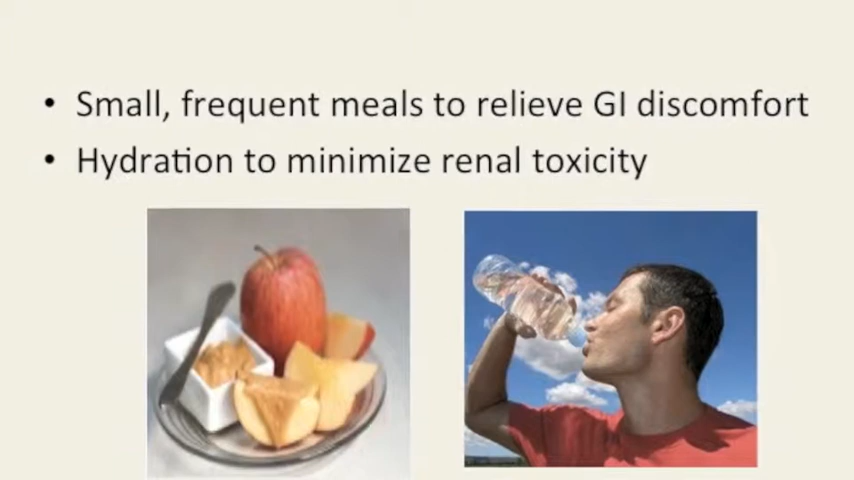 • Small, frequent meals to relieve GI discomfort
• Hydration to minimize renal toxicity